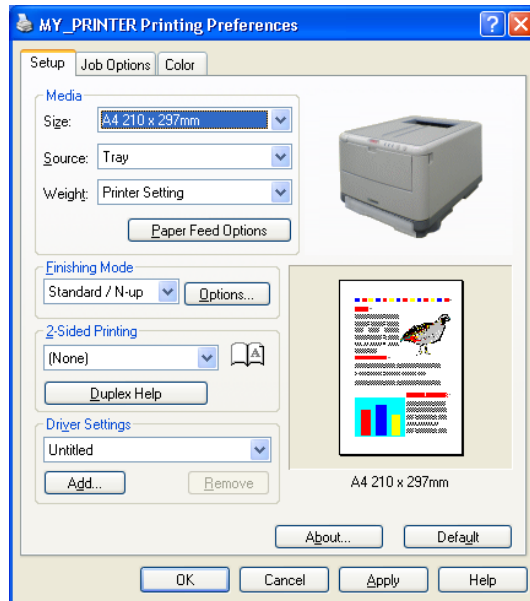 MY_PRINTER Printing Preferences
Setup Job Options Color
Media
Size: A4 210 x 297mm
Source: Tray
Weight: Printer Setting
Paper Feed Options
Finishing Mode
Standard / N-up Options...
2-Sided Printing
(None) A
Duplex Help
Driver Settings
Untitled
Add... Remove
A4 210 x 297mm
About... Default
OK Cancel Apply Help